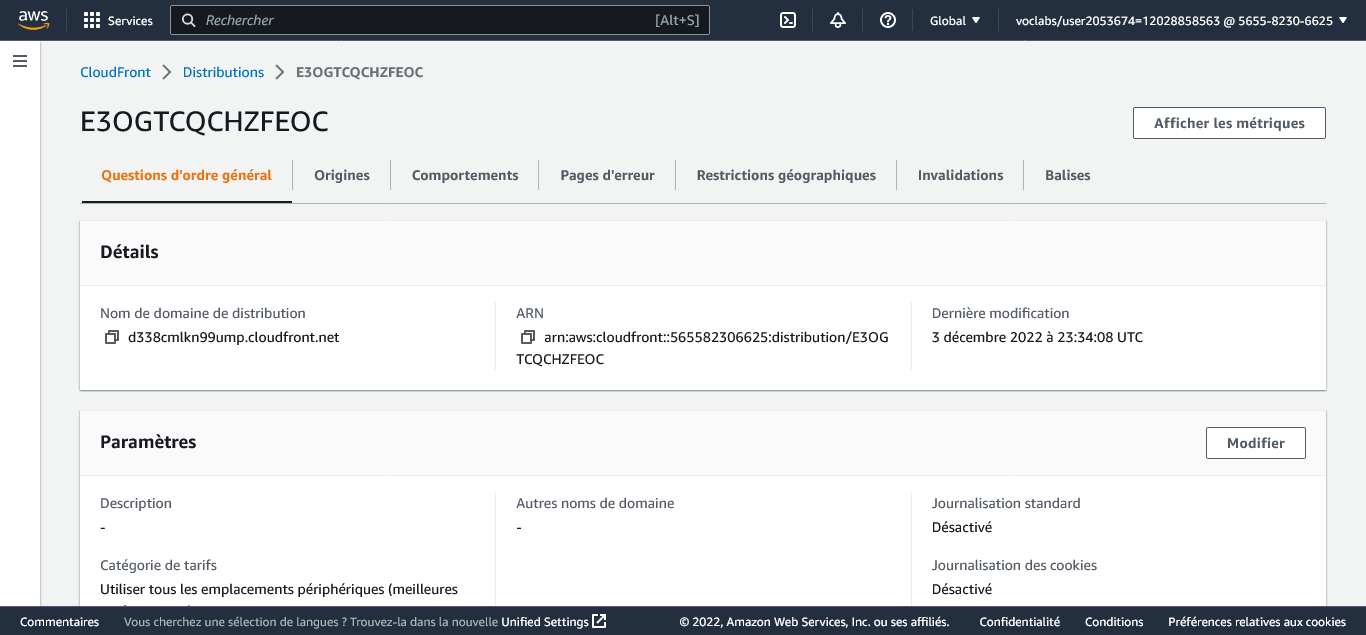 aws Services Rechercher [Alt+S] Global voclabs/user2053674=12028858563 @ 5655-8230-6625
CloudFront Distributions E3OGTCQCHZFEOC
E3OGTCQCHZFEOC
Afficher les métriques
Questions d'ordre général Origines Comportements Pages d'erreur Restrictions géographiques Invalidations Balises
Détails
Nom de domaine de distribution
d338cmlkn99ump.cloudfront.net
ARN
arn:aws:cloudfront::565582306625:distribution/E3OG
TCQCHZFEOC
Dernière modification
3 décembre 2022 à 23:34:08 UTC
Paramètres
Modifier
Description
-
Catégorie de tarifs
Utiliser tous les emplacements périphériques (meilleures
Autres noms de domaine
-
Journalisation standard
Désactivé
Journalisation des cookies
Désactivé
Commentaires Vous cherchez une sélection de langues ? Trouvez-la dans la nouvelle Unified Settings © 2022, Amazon Web Services, Inc. ou ses affiliés. Confidentialité Conditions Préférences relatives aux cookies